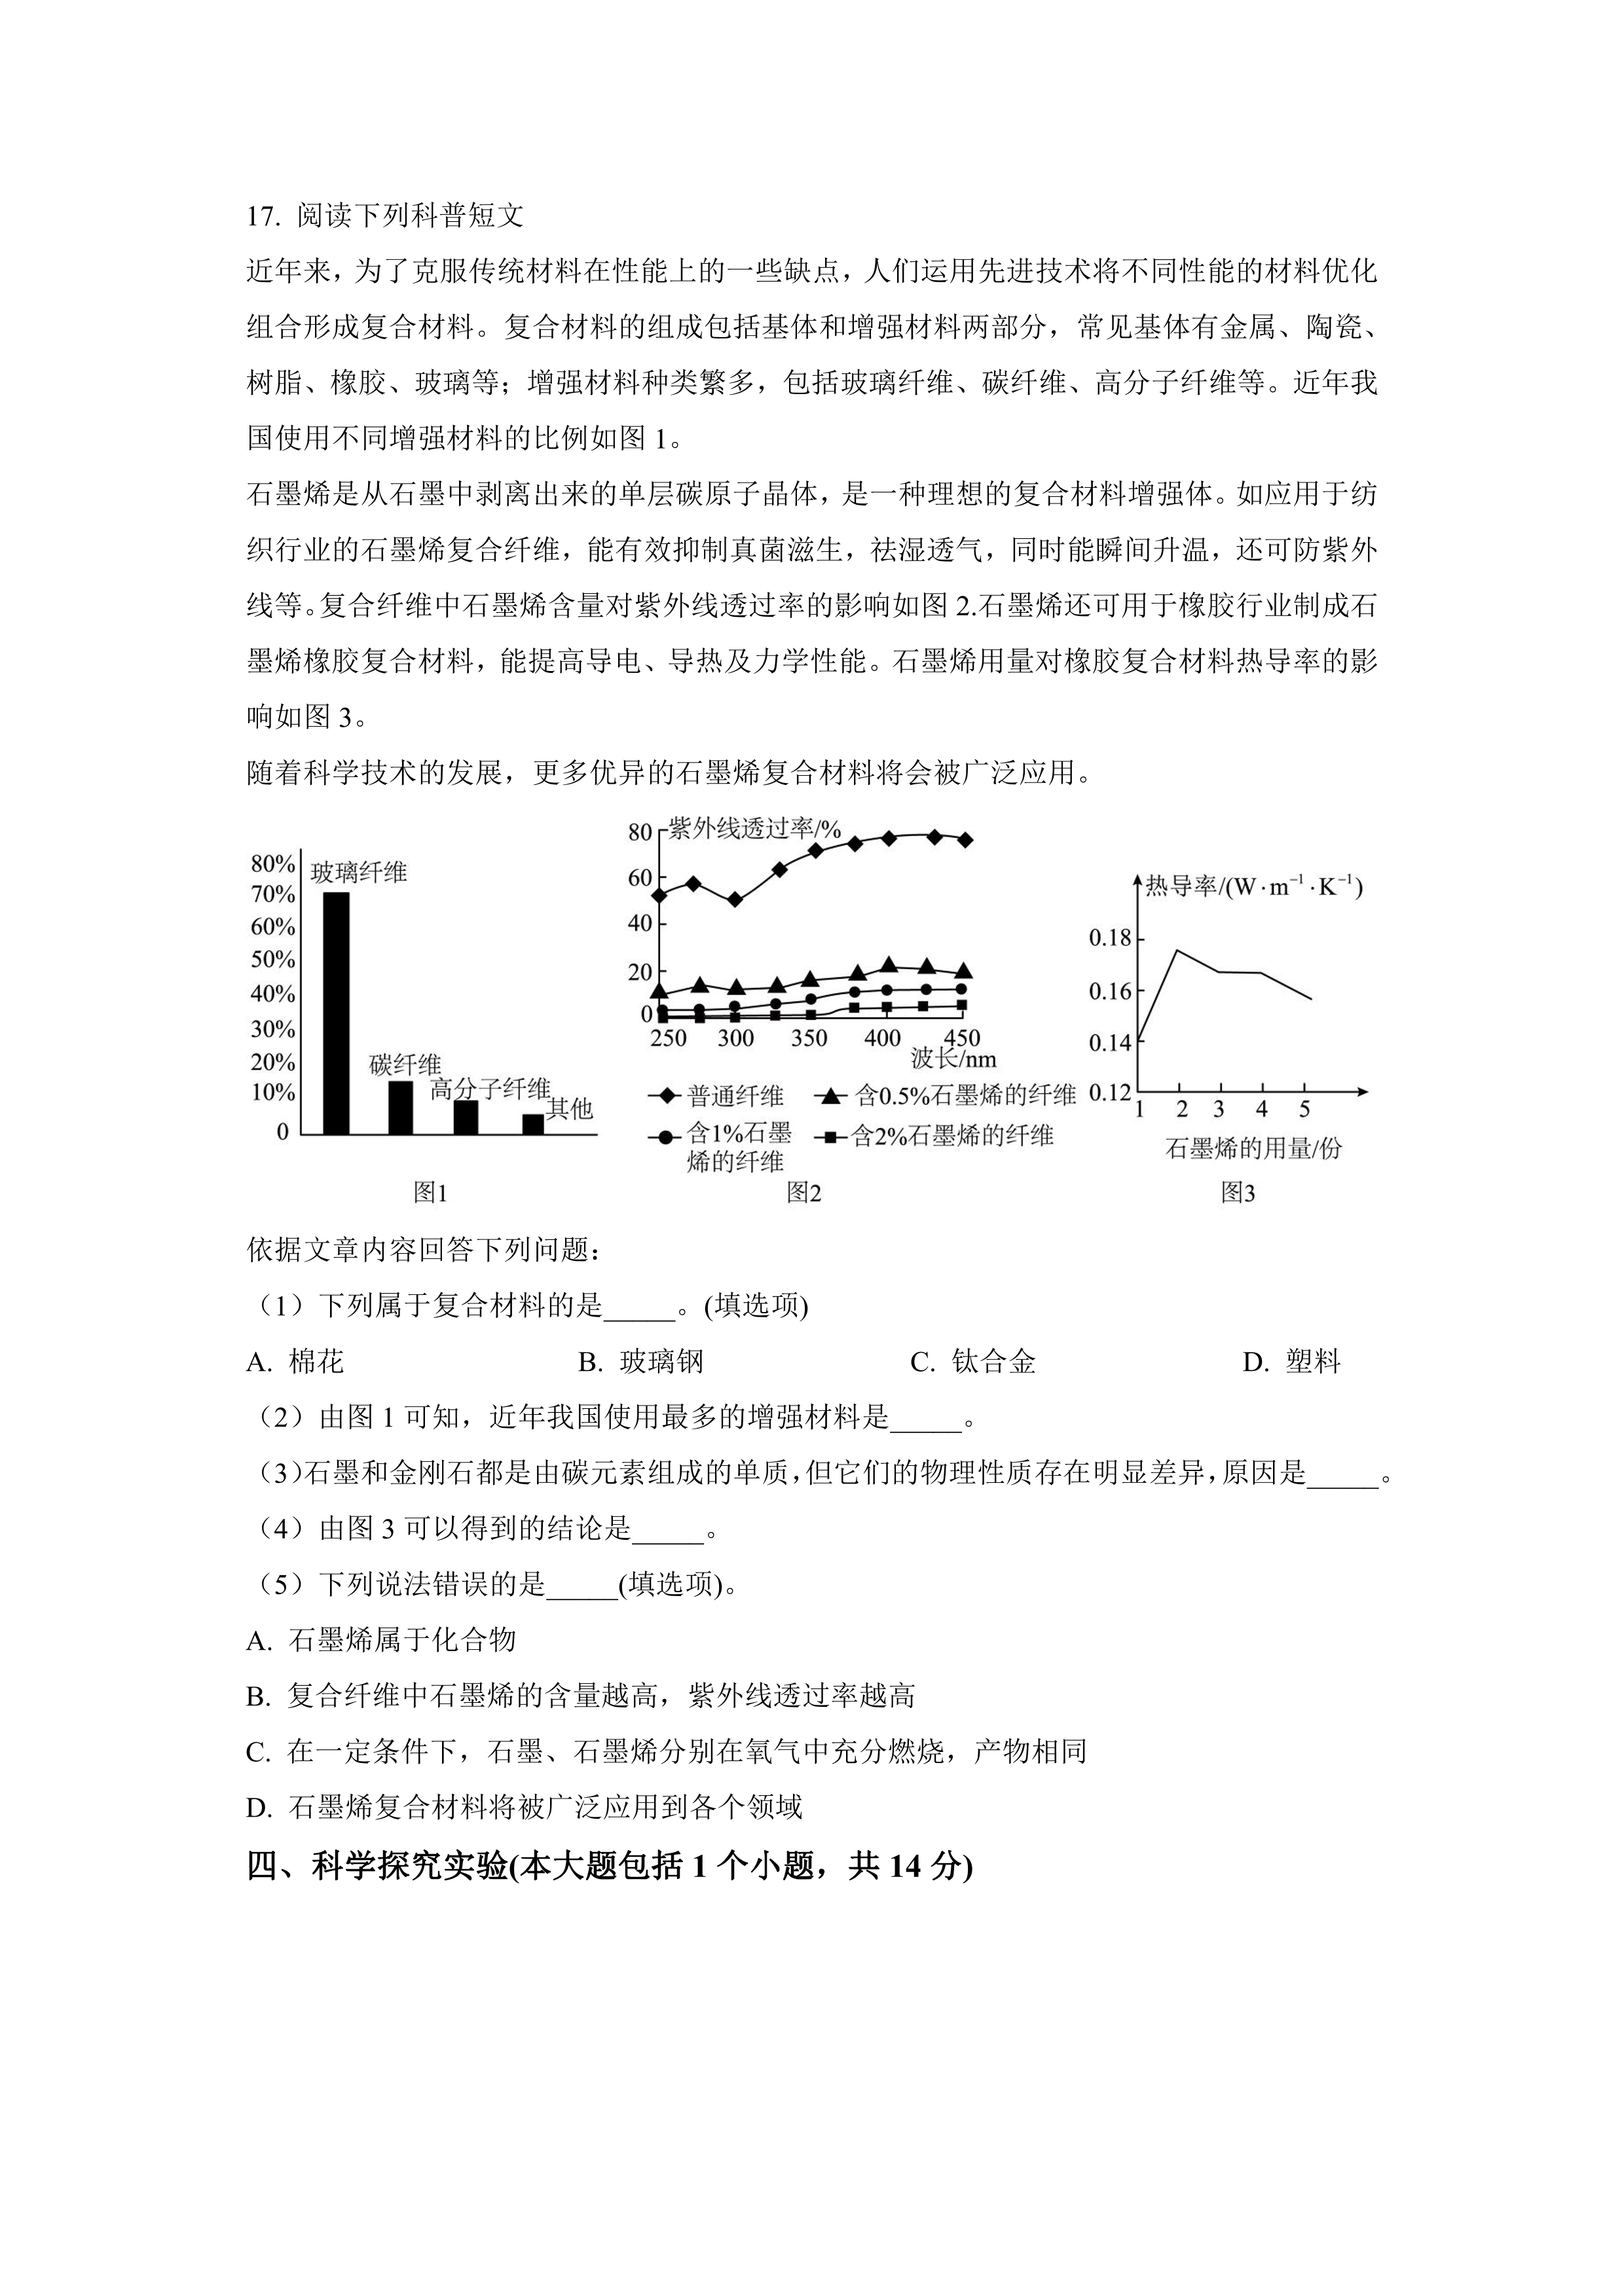 17. 阅读下列科普短文
近年来，为了克服传统材料在性能上的一些缺点，人们运用先进技术将不同性能的材料优化
组合形成复合材料。复合材料的组成包括基体和增强材料两部分，常见基体有金属、陶瓷、
树脂、橡胶、玻璃等；增强材料种类繁多，包括玻璃纤维、碳纤维、高分子纤维等。近年我
国使用不同增强材料的比例如图 1。
石墨烯是从石墨中剥离出来的单层碳原子晶体，是一种理想的复合材料增强体。如应用于纺
织行业的石墨烯复合纤维，能有效抑制真菌滋生，祛湿透气，同时能瞬间升温，还可防紫外
线等。复合纤维中石墨烯含量对紫外线透过率的影响如图 2.石墨烯还可用于橡胶行业制成石
墨烯橡胶复合材料，能提高导电、导热及力学性能。石墨烯用量对橡胶复合材料热导率的影
响如图 3。
随着科学技术的发展，更多优异的石墨烯复合材料将会被广泛应用。
80%
70%
60%
50%
40%
30%
20%
10%
0
玻璃纤维
碳纤维
高分子纤维
其他
图1
紫外线透过率/%
80
60
40
20
0
250 300 350 400 450
波长/nm
普通纤维 含0.5%石墨烯的纤维
含1%石墨 含2%石墨烯的纤维
烯的纤维
图2
热导率/(W·m⁻¹·K⁻¹)
0.18
0.16
0.14
0.12
1 2 3 4 5
石墨烯的用量/份
图3
依据文章内容回答下列问题：
（1）下列属于复合材料的是_____。(填选项)
A. 棉花 B. 玻璃钢 C. 钛合金 D. 塑料
（2）由图 1 可知，近年我国使用最多的增强材料是_____。
（3）石墨和金刚石都是由碳元素组成的单质，但它们的物理性质存在明显差异，原因是_____。
（4）由图 3 可以得到的结论是_____。
（5）下列说法错误的是_____(填选项)。
A. 石墨烯属于化合物
B. 复合纤维中石墨烯的含量越高，紫外线透过率越高
C. 在一定条件下，石墨、石墨烯分别在氧气中充分燃烧，产物相同
D. 石墨烯复合材料将被广泛应用到各个领域
四、科学探究实验(本大题包括 1 个小题，共 14 分)